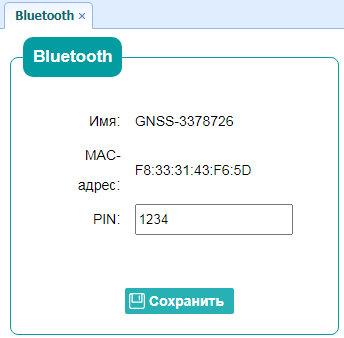 Bluetooth ×
Bluetooth
Имя: GNSS-3378726
MAC-
адрес: F8:33:31:43:F6:5D
PIN: 1234
Сохранить